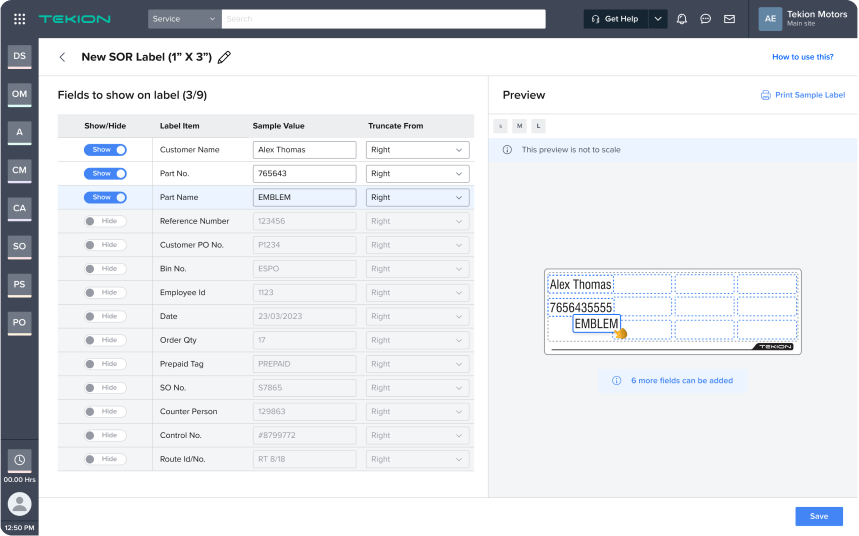 TEKION
Service
Search
Get Help
AE
Tekion Motors
Main site
DS
OM
A
CM
CA
SO
PS
PO
00.00 Hrs
12:50 PM
New SOR Label (1” X 3”)
How to use this?
Fields to show on label (3/9)
Show/Hide Label Item Sample Value Truncate From
Show Customer Name Alex Thomas Right
Show Part No. 765643 Right
Show Part Name EMBLEM Right
Hide Reference Number 123456 Right
Hide Customer PO No. P1234 Right
Hide Bin No. ESPO Right
Hide Employee Id 1123 Right
Hide Date 23/03/2023 Right
Hide Order Qty 17 Right
Hide Prepaid Tag PREPAID Right
Hide SO No. S7865 Right
Hide Counter Person 129863 Right
Hide Control No. #8799772 Right
Hide Route Id/No. RT 8/18 Right
Preview
Print Sample Label
s M L
This preview is not to scale
Alex Thomas
7656435555
EMBLEM
TEKION
6 more fields can be added
Save